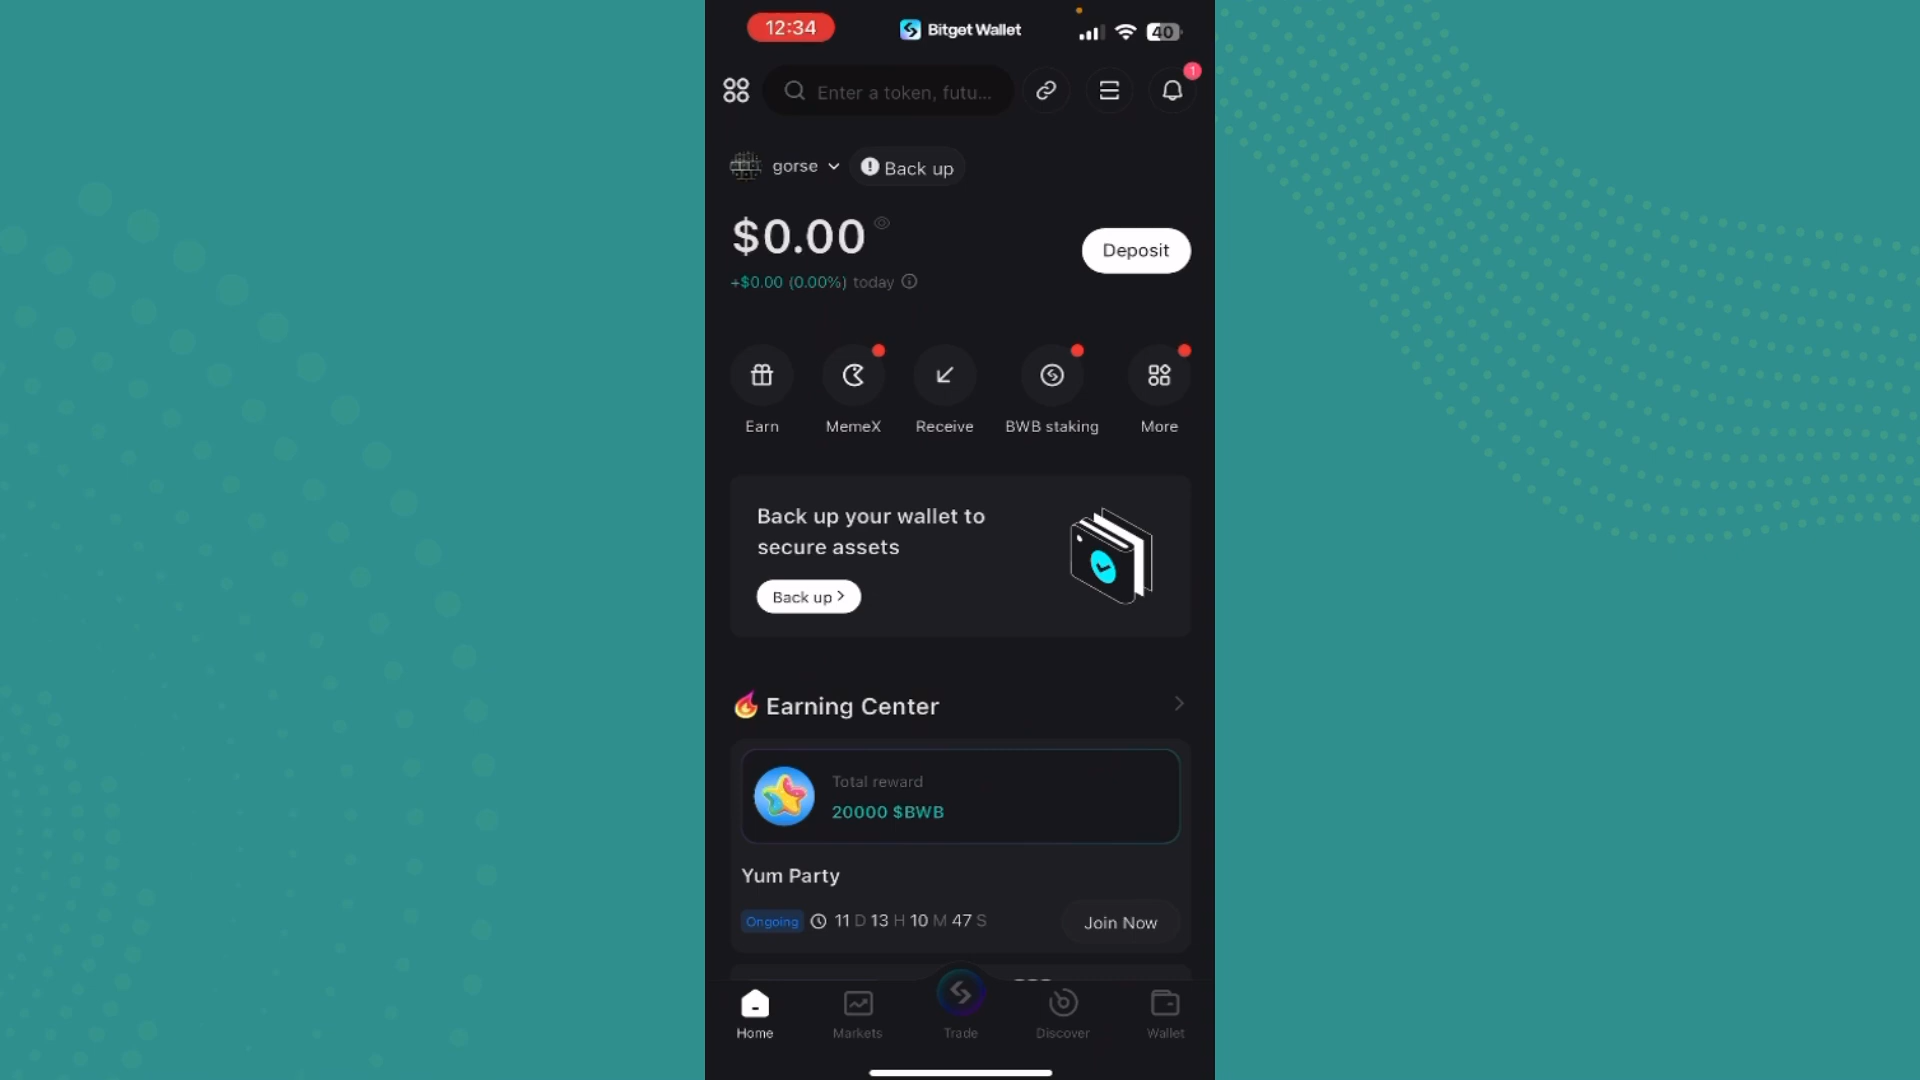 12:34
Bitget Wallet
40
Enter a token, futu...
1
gorse
Back up
$0.00
Deposit
+$0.00 (0.00%) today
Earn
MemeX
Receive
BWB staking
More
Back up your wallet to
secure assets
Back up >
Earning Center
Total reward
20000 $BWB
Yum Party
Ongoing 11 D 13 H 10 M 47 S
Join Now
Home
Markets
Trade
Discover
Wallet